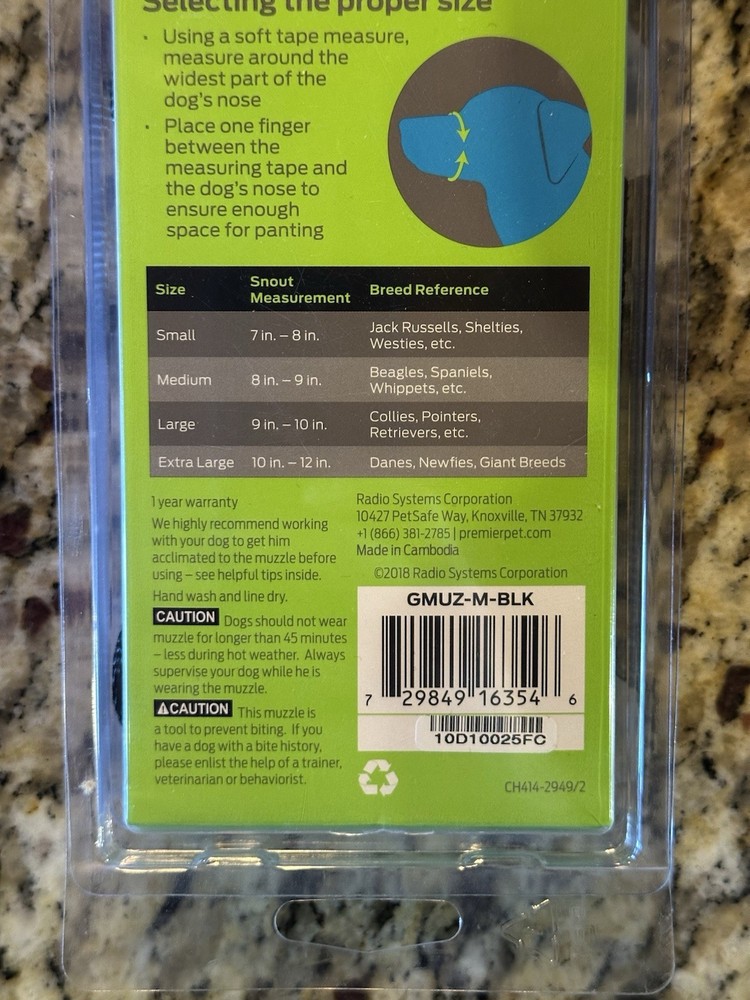 Selecting the proper size
· Using a soft tape measure,
measure around the
widest part of the
dog's nose
· Place one finger
between the
measuring tape and
the dog's nose to
ensure enough
space for panting
Size Snout Measurement Breed Reference
Small 7 in. – 8 in. Jack Russells, Shelties,
Westies, etc.
Medium 8 in. – 9 in. Beagles, Spaniels,
Whippets, etc.
Large 9 in. – 10 in. Collies, Pointers,
Retrievers, etc.
Extra Large 10 in. – 12 in. Danes, Newfies, Giant Breeds
1 year warranty
We highly recommend working
with your dog to get him
acclimated to the muzzle before
using – see helpful tips inside.
Hand wash and line dry.
CAUTION Dogs should not wear
muzzle for longer than 45 minutes
– less during hot weather. Always
supervise your dog while he is
wearing the muzzle.
CAUTION This muzzle is
a tool to prevent biting. If you
have a dog with a bite history,
please enlist the help of a trainer,
veterinarian or behaviorist.
Radio Systems Corporation
10427 PetSafe Way, Knoxville, TN 37932
+1 (866) 381-2785 | premierpet.com
Made in Cambodia
©2018 Radio Systems Corporation
GMUZ-M-BLK
7 29849 16354 6
10D10025FC
CH414-2949/2